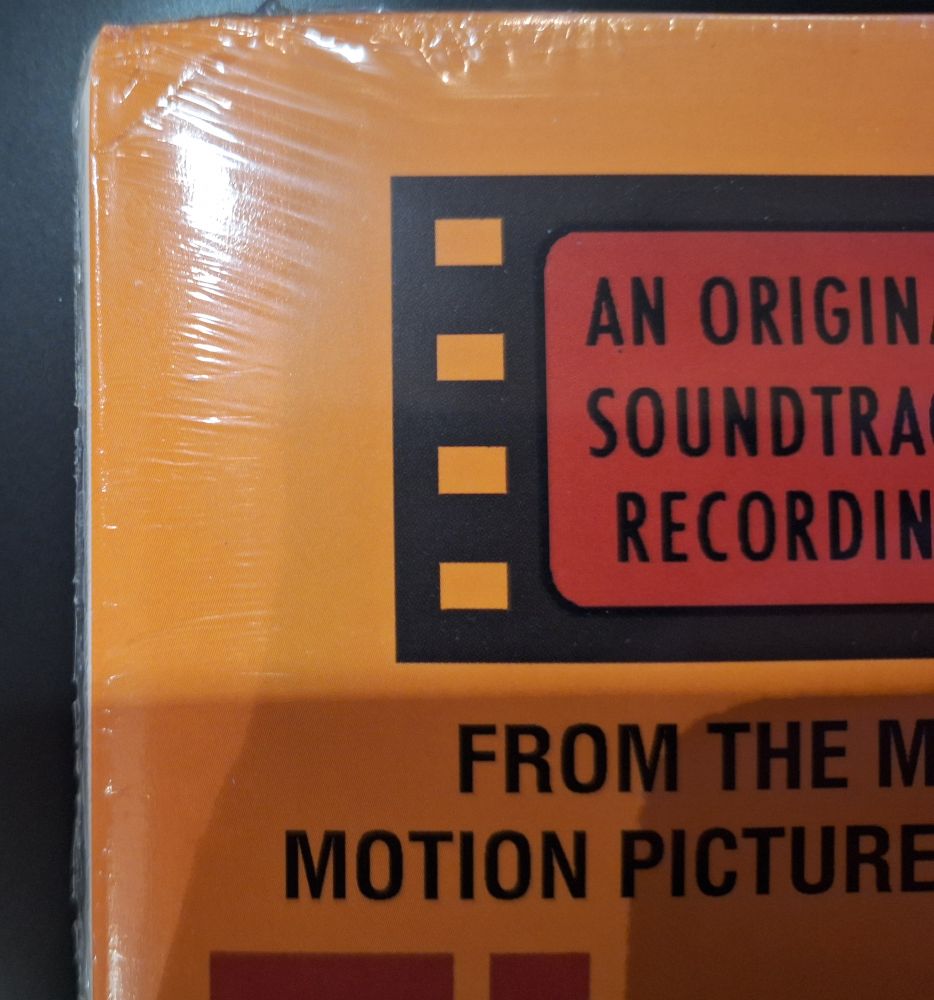 AN ORIGINA
SOUNDTRAC
RECORDIN
FROM THE M
MOTION PICTURE